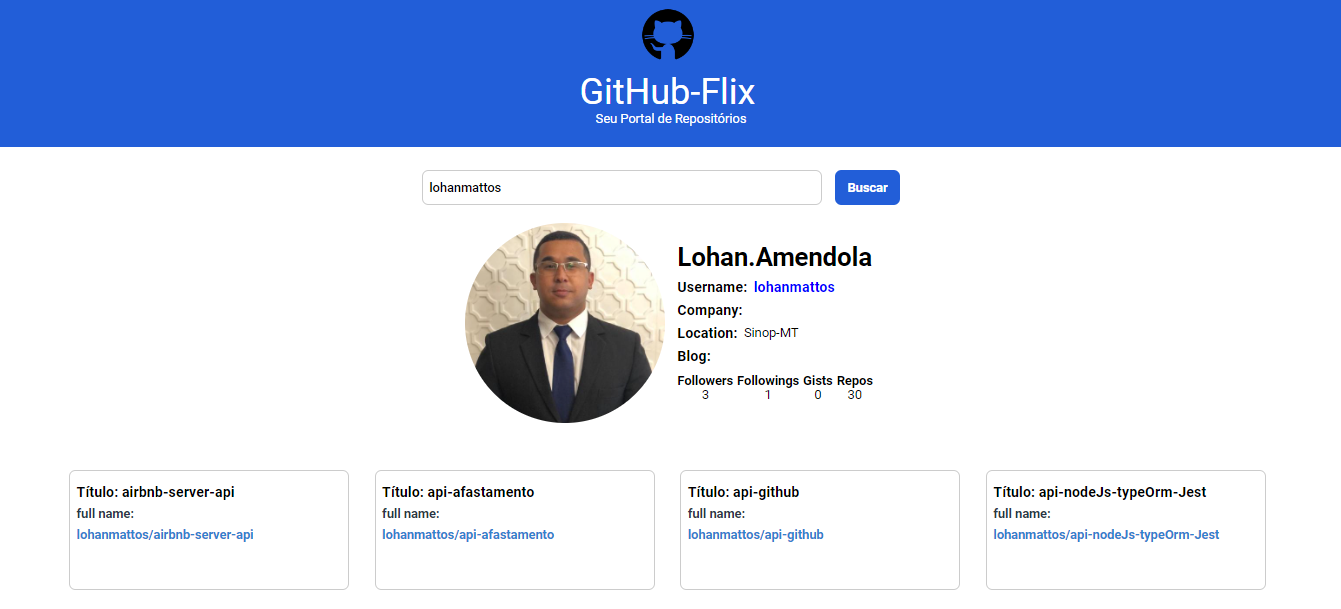 GitHub-Flix
Seu Portal de Repositórios
lohanmattos
Buscar
Lohan.Amendola
Username: lohanmattos
Company:
Location: Sinop-MT
Blog:
Followers Followings Gists Repos
3 1 0 30
Título: airbnb-server-api
full name:
lohanmattos/airbnb-server-api
Título: api-afastamento
full name:
lohanmattos/api-afastamento
Título: api-github
full name:
lohanmattos/api-github
Título: api-nodeJs-typeOrm-Jest
full name:
lohanmattos/api-nodeJs-typeOrm-Jest